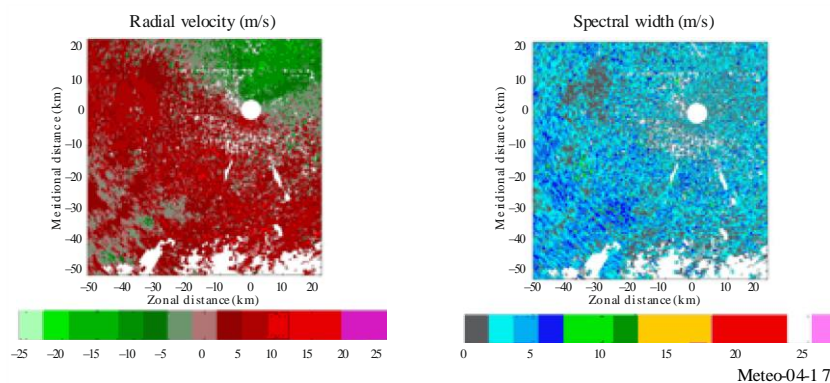 Radial velocity (m/s)
Spectral width (m/s)
20
10
0
–10
–20
–30
–40
–50
Meridional distance (km)
–50 –40 –30 –20 –10 0 10 20
Zonal distance (km)
–25 –20 –15 –10 –5 0 5 10 15 20 25
20
10
0
–10
–20
–30
–40
–50
Meridional distance (km)
–50 –40 –30 –20 –10 0 10 20
Zonal distance (km)
0 5 10 15 20 25
Meteo-04-17